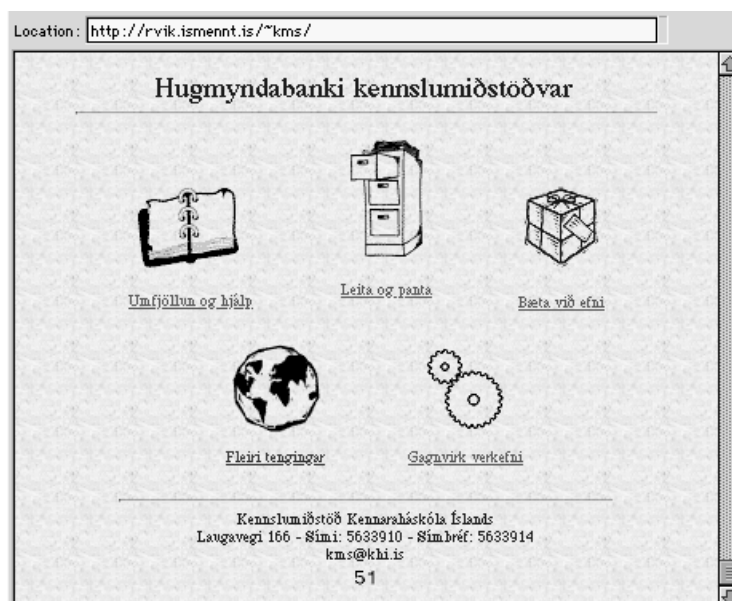 Location: http://rvik.ismennt.is/~kms/
Hugmyndabanki kennslumiðstöðvar
Umfjöllun og hjálp
Leita og panta
Bæta við efni
Fleiri tengingar
Gagnvirk verkefni
Kennslumiðstöð Kennaraháskóla Íslands
Laugavegi 166 - Sími: 5633910 - Símbréf: 5633914
kms@khi.is
51